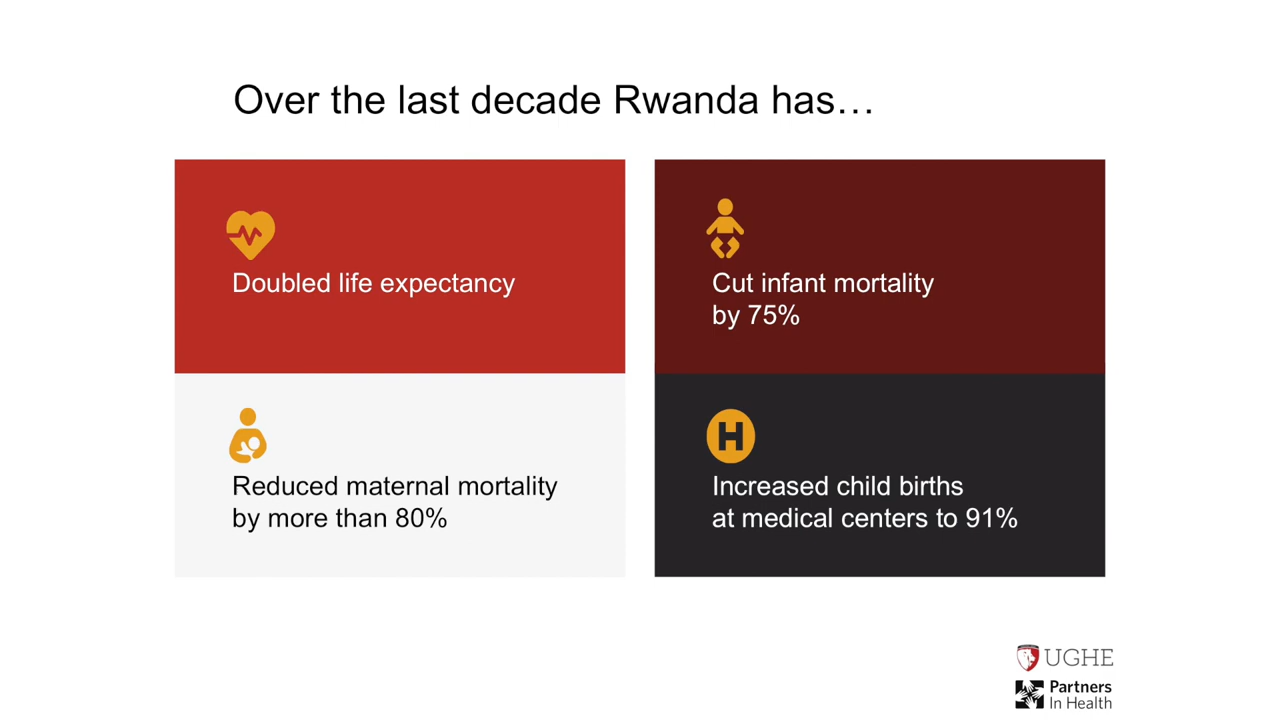 Over the last decade Rwanda has…
Doubled life expectancy
Cut infant mortality
by 75%
Reduced maternal mortality
by more than 80%
H
Increased child births
at medical centers to 91%
UGHE
Partners
In Health